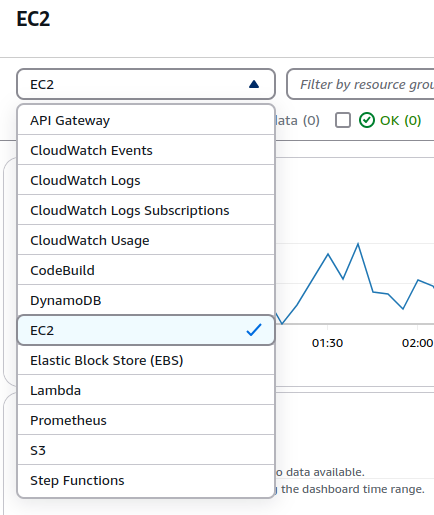 EC2
EC2
Filter by resource
(0)
OK (0)
API Gateway
CloudWatch Events
CloudWatch Logs
CloudWatch Logs Subscriptions
CloudWatch Usage
CodeBuild
DynamoDB
EC2
01:30
02:00
Elastic Block Store (EBS)
Lambda
Prometheus
S3
data available.
the dashboard time range.
Step Functions